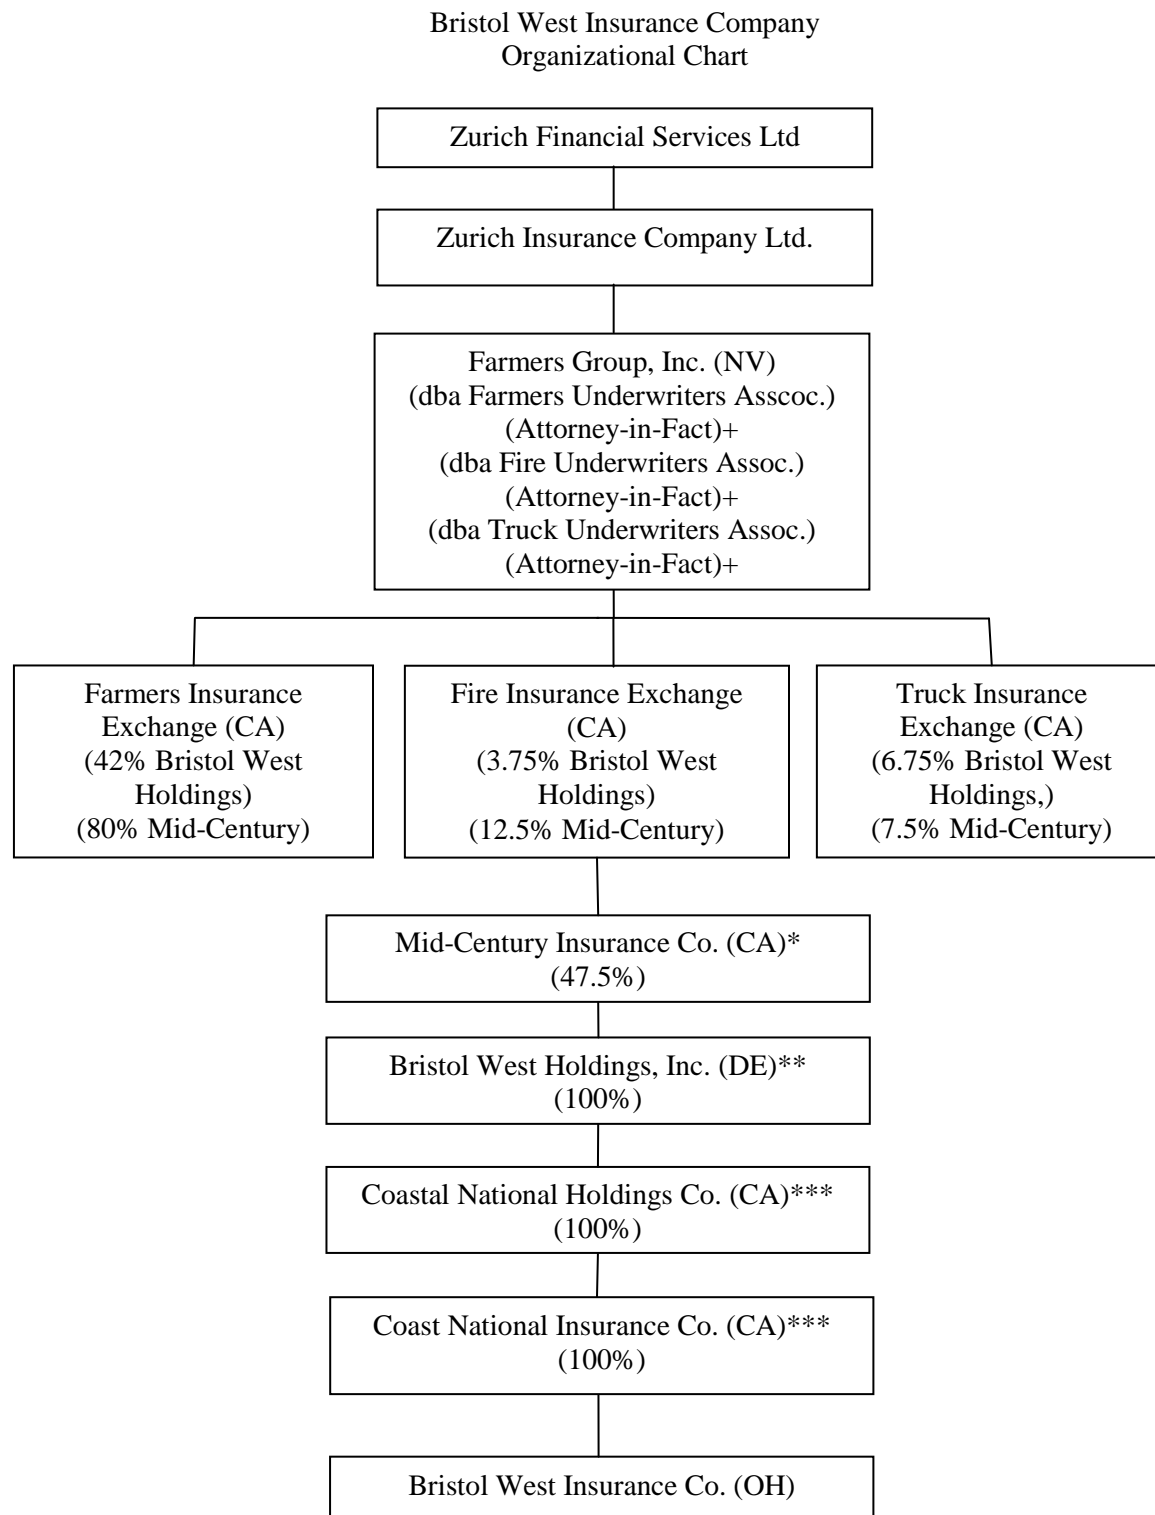 Bristol West Insurance Company
Organizational Chart
Zurich Financial Services Ltd
Zurich Insurance Company Ltd.
Farmers Group, Inc. (NV)
(dba Farmers Underwriters Asscoc.)
(Attorney-in-Fact)+
(dba Fire Underwriters Assoc.)
(Attorney-in-Fact)+
(dba Truck Underwriters Assoc.)
(Attorney-in-Fact)+
Farmers Insurance
Exchange (CA)
(42% Bristol West
Holdings)
(80% Mid-Century)
Fire Insurance Exchange
(CA)
(3.75% Bristol West
Holdings)
(12.5% Mid-Century)
Truck Insurance
Exchange (CA)
(6.75% Bristol West
Holdings,)
(7.5% Mid-Century)
Mid-Century Insurance Co. (CA)*
(47.5%)
Bristol West Holdings, Inc. (DE)**
(100%)
Coastal National Holdings Co. (CA)***
(100%)
Coast National Insurance Co. (CA)***
(100%)
Bristol West Insurance Co. (OH)